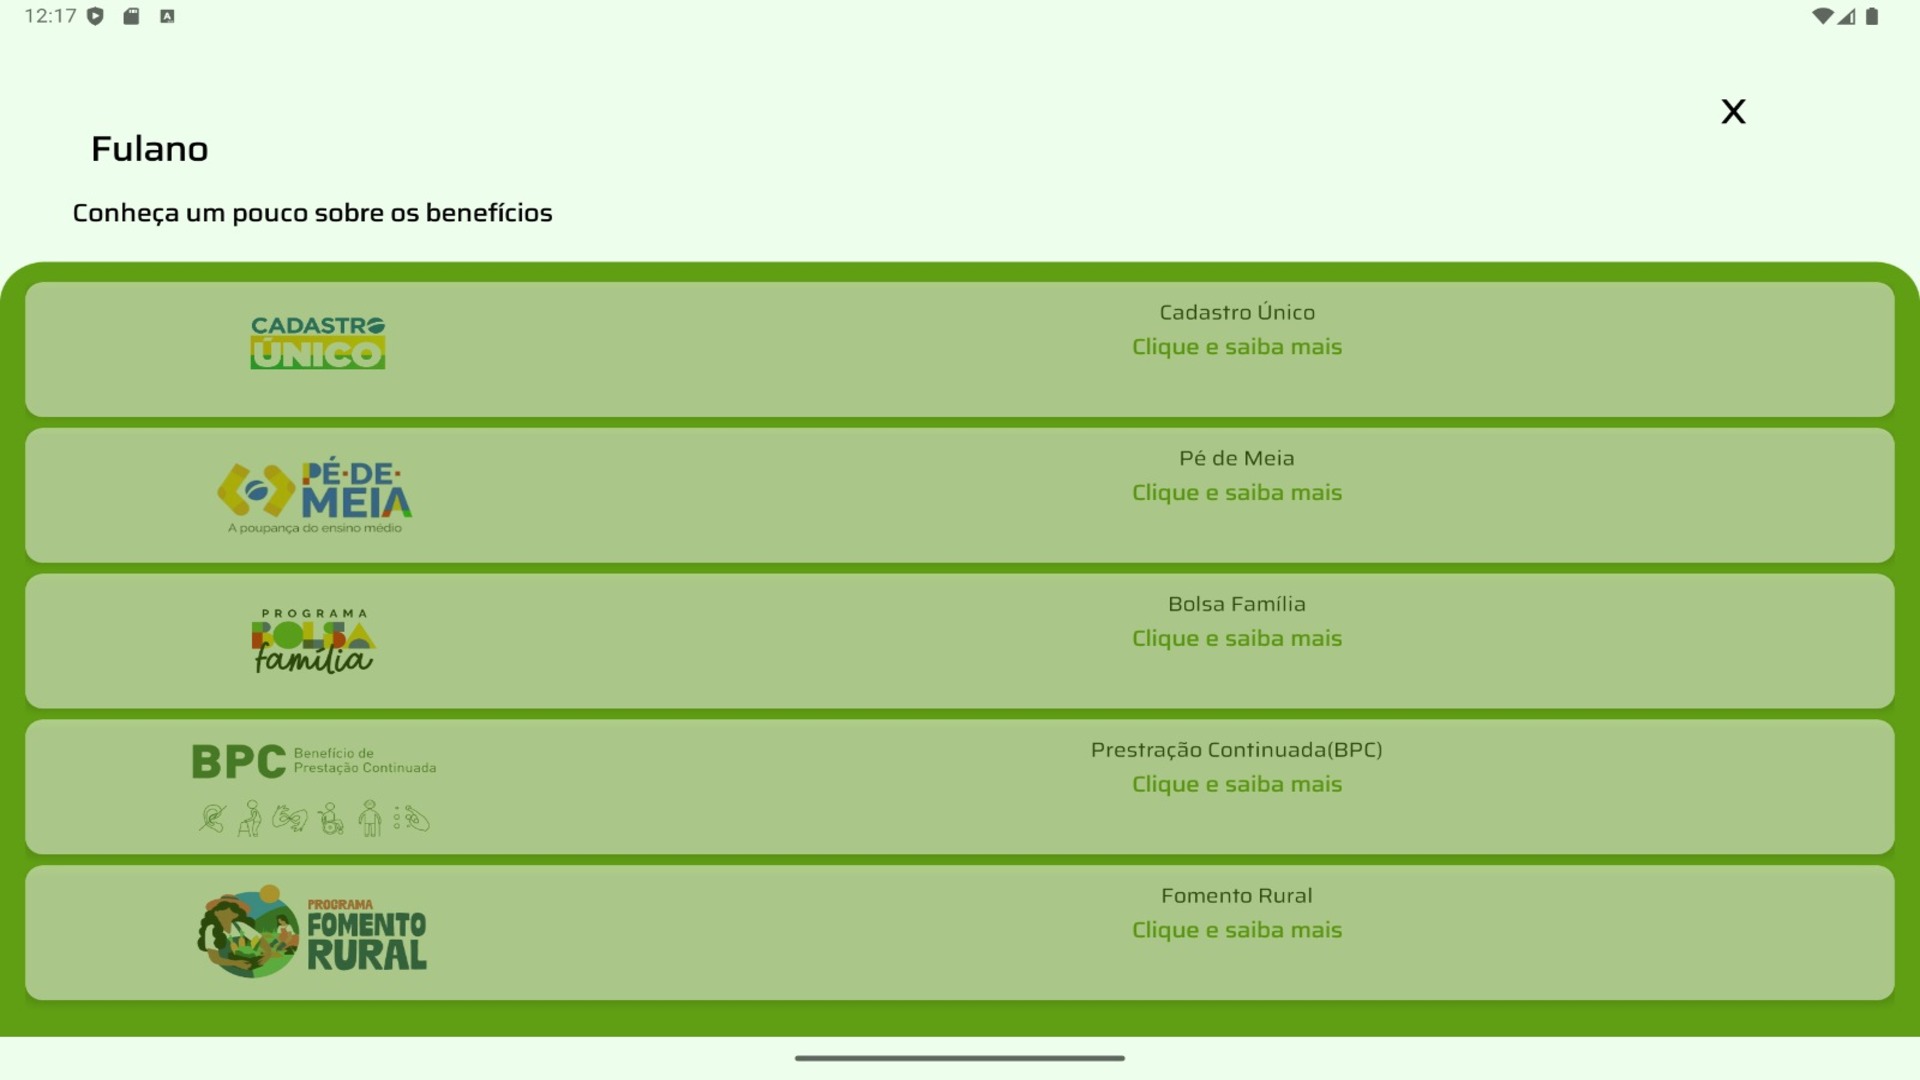 12:17
X
Fulano
Conheça um pouco sobre os benefícios
CADASTRO
ÚNICO
Cadastro Único
Clique e saiba mais
PÉ·DE·
MEIA
A poupança do ensino médio
Pé de Meia
Clique e saiba mais
PROGRAMA
BOLSA
família
Bolsa Família
Clique e saiba mais
BPC Benefício de
Prestação Continuada
Prestração Continuada(BPC)
Clique e saiba mais
PROGRAMA
FOMENTO
RURAL
Fomento Rural
Clique e saiba mais